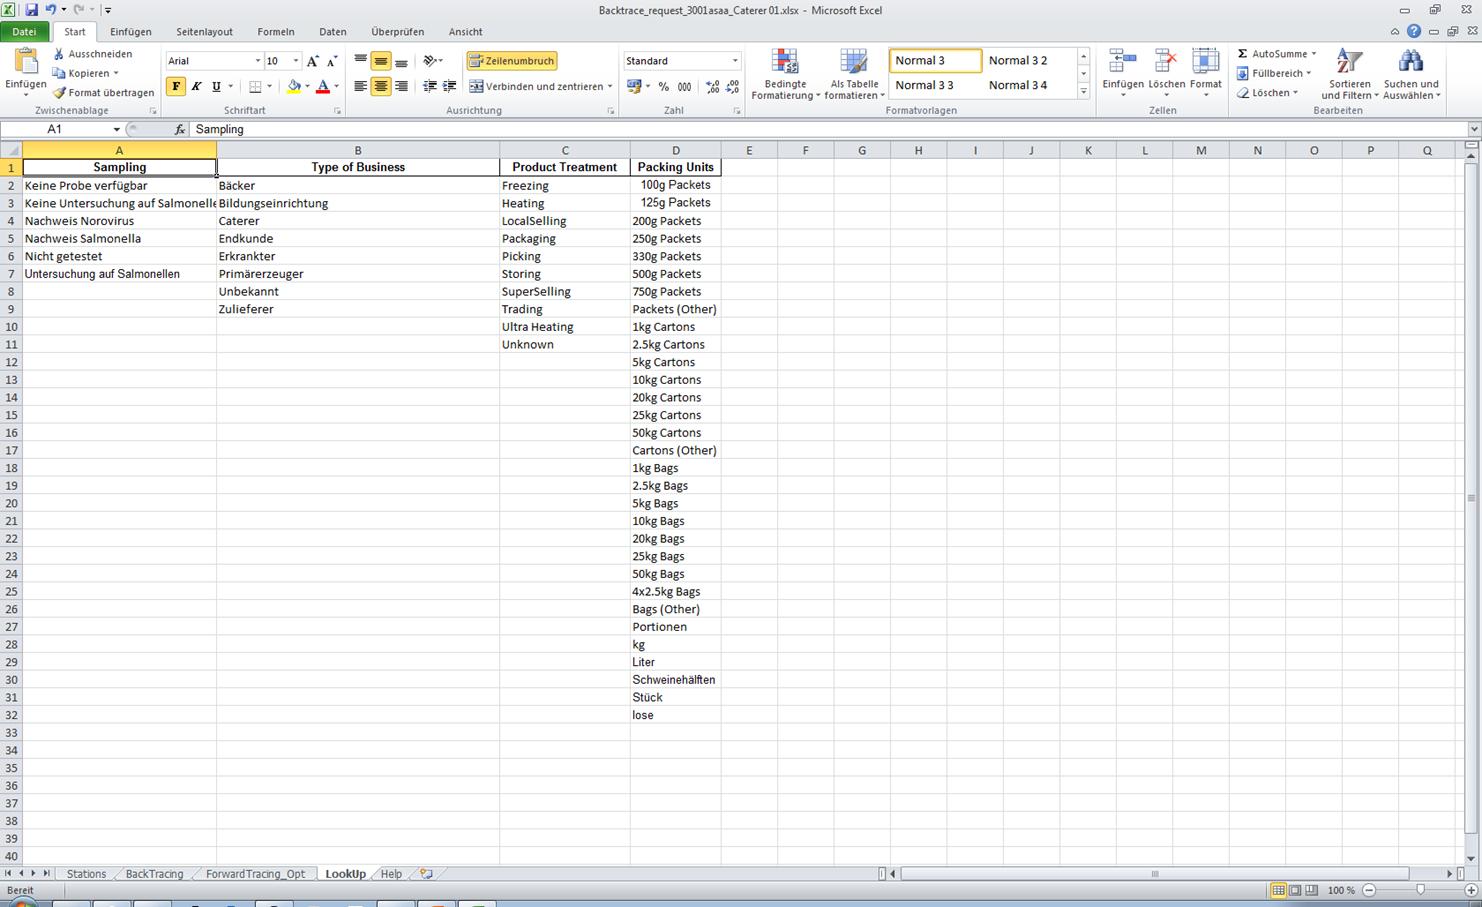 Backtrace_request_3001asaa_Caterer 01.xlsx - Microsoft Excel
Datei Start Einfügen Seitenlayout Formeln Daten Überprüfen Ansicht
Einfügen
Ausschneiden
Kopieren
Format übertragen
Zwischenablage
Arial 10
F K U
Schriftart
Zeilenumbruch
Verbinden und zentrieren
Ausrichtung
Standard
% 000
Zahl
Bedingte Formatierung
Als Tabelle formatieren
Normal 3 Normal 3 2
Normal 3 3 Normal 3 4
Formatvorlagen
Einfügen Löschen Format
Zellen
Σ AutoSumme
Füllbereich
Löschen
Sortieren und Filtern
Suchen und Auswählen
Bearbeiten
A1 fx Sampling
A B C D E F G H I J K L M N O P Q
1 Sampling Type of Business Product Treatment Packing Units
2 Keine Probe verfügbar Bäcker Freezing 100g Packets
3 Keine Untersuchung auf Salmonelle Bildungseinrichtung Heating 125g Packets
4 Nachweis Norovirus Caterer LocalSelling 200g Packets
5 Nachweis Salmonella Endkunde Packaging 250g Packets
6 Nicht getestet Erkrankter Picking 330g Packets
7 Untersuchung auf Salmonellen Primärerzeuger Storing 500g Packets
8 Unbekannt SuperSelling 750g Packets
9 Zulieferer Trading Packets (Other)
10 Ultra Heating 1kg Cartons
11 Unknown 2.5kg Cartons
12 5kg Cartons
13 10kg Cartons
14 20kg Cartons
15 25kg Cartons
16 50kg Cartons
17 Cartons (Other)
18 1kg Bags
19 2.5kg Bags
20 5kg Bags
21 10kg Bags
22 20kg Bags
23 25kg Bags
24 50kg Bags
25 4x2.5kg Bags
26 Bags (Other)
27 Portionen
28 kg
29 Liter
30 Schweinehälften
31 Stück
32 lose
33
34
35
36
37
38
39
40
Stations BackTracing ForwardTracing_Opt LookUp Help
Bereit 100 %